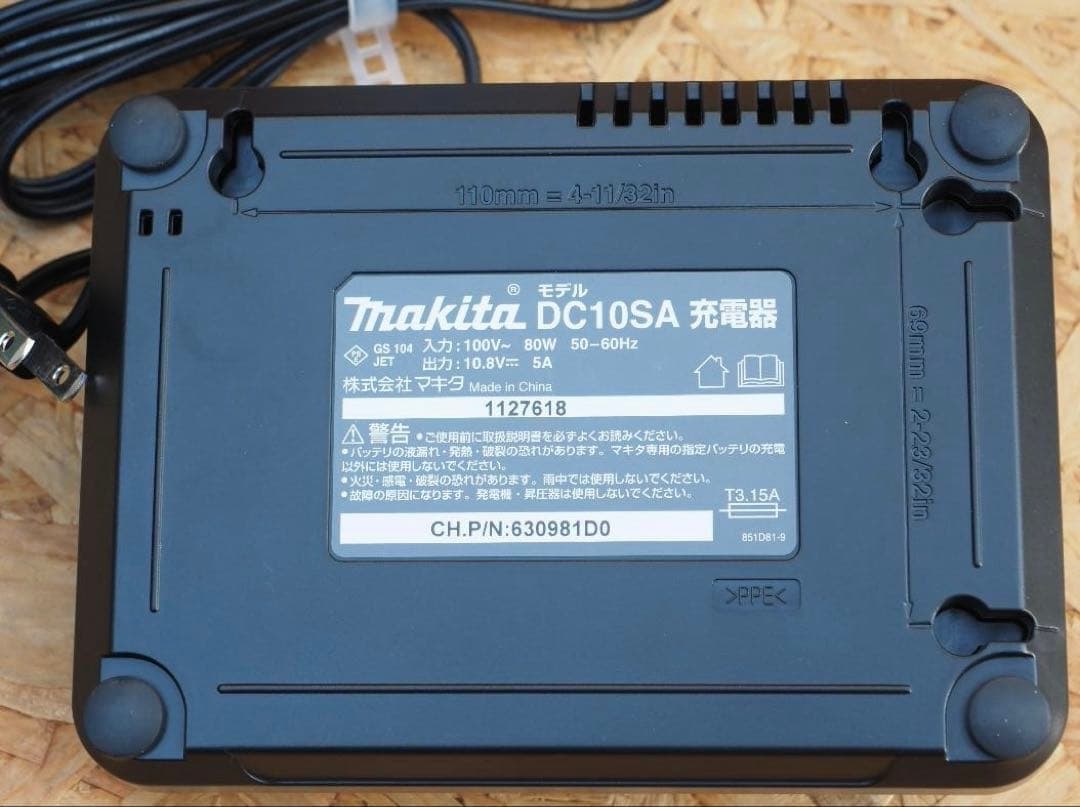 110mm = 4-11/32in
69mm = 2-23/32in
makita® モデル DC10SA 充電器
GS 104 入力:100V~ 80W 50-60Hz
JET 出力:10.8V⎓ 5A
株式会社マキタ Made in China
1127618
警告 •ご使用前に取扱説明書を必ずよくお読みください。
•バッテリの液漏れ・発熱・破裂の恐れがあります。マキタ専用の指定バッテリの充電
以外には使用しないでください。
•火災・感電・破裂の恐れがあります。雨中では使用しないでください。
•故障の原因になります。発電機・昇圧器は使用しないでください。
T3.15A
CH.P/N:630981D0
851D81-9
>PPE<